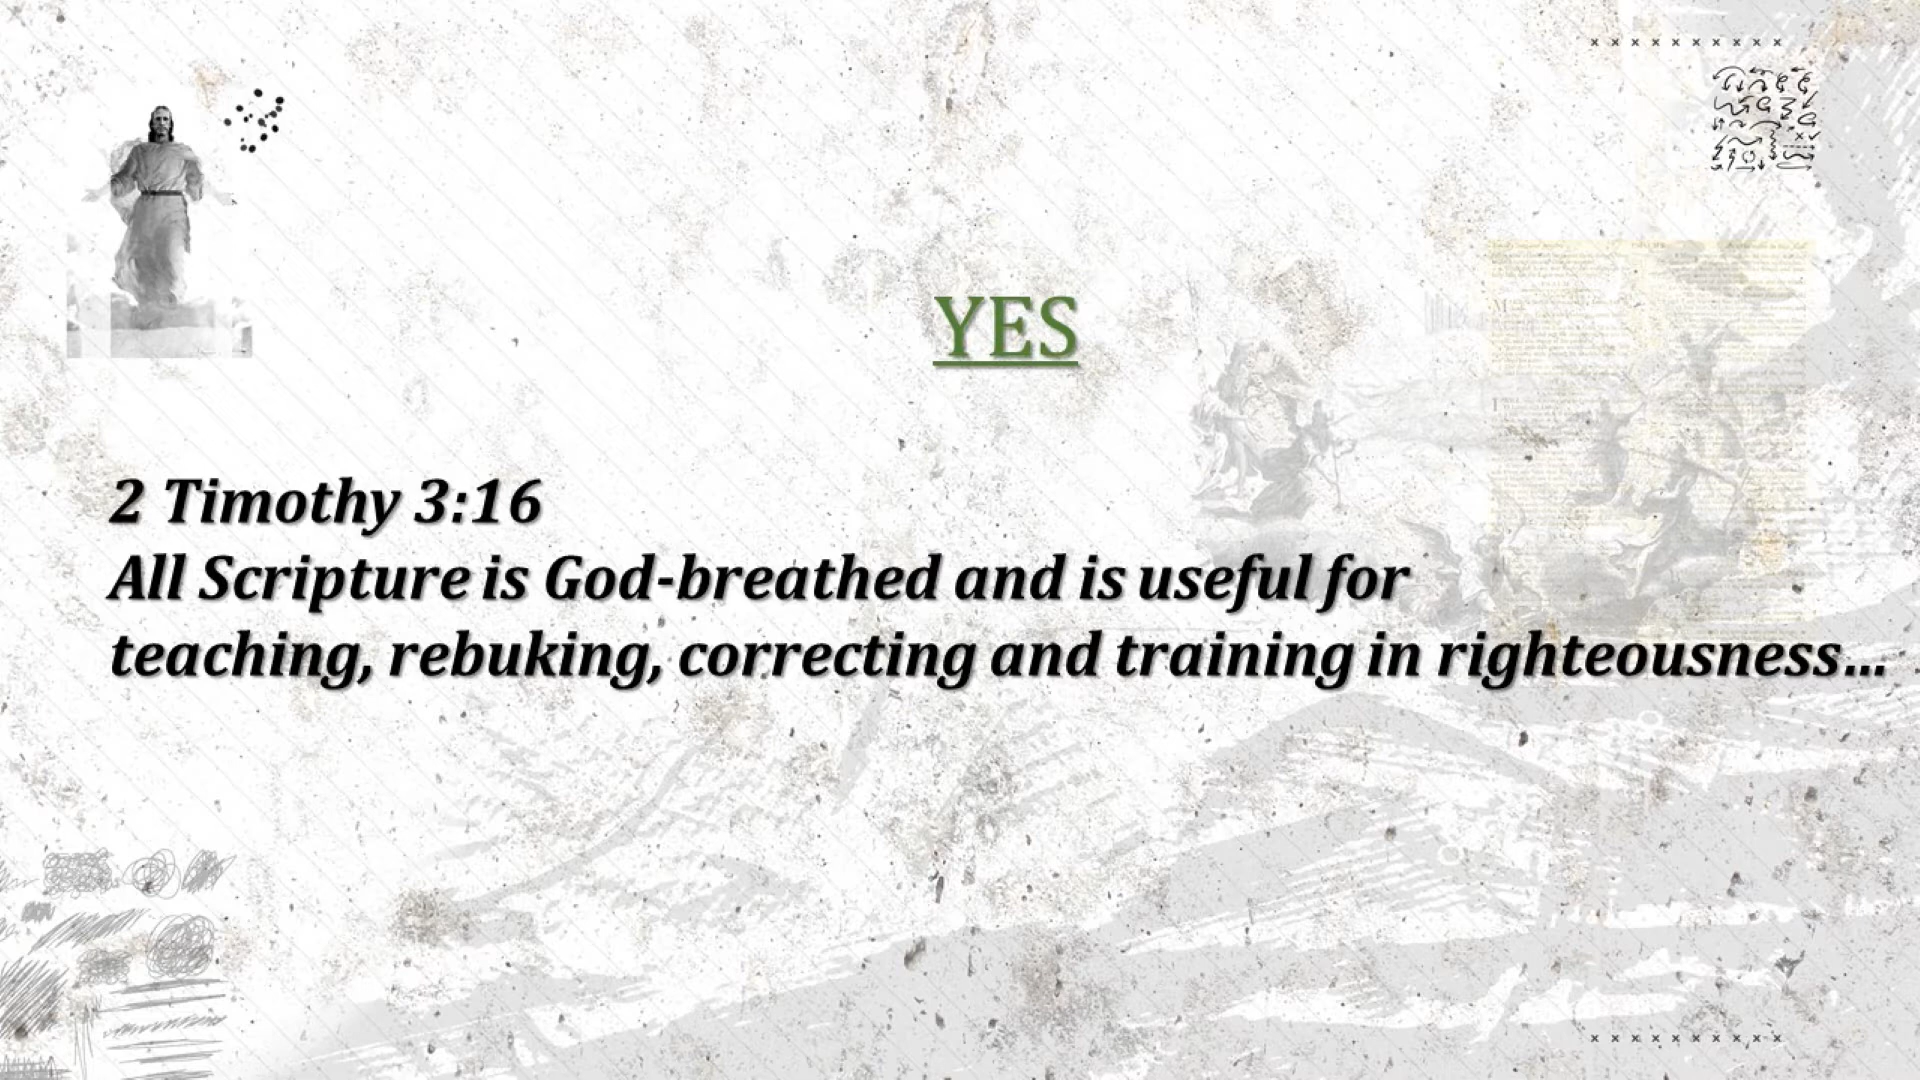 YES
2 Timothy 3:16
All Scripture is God-breathed and is useful for
teaching, rebuking, correcting and training in righteousness…